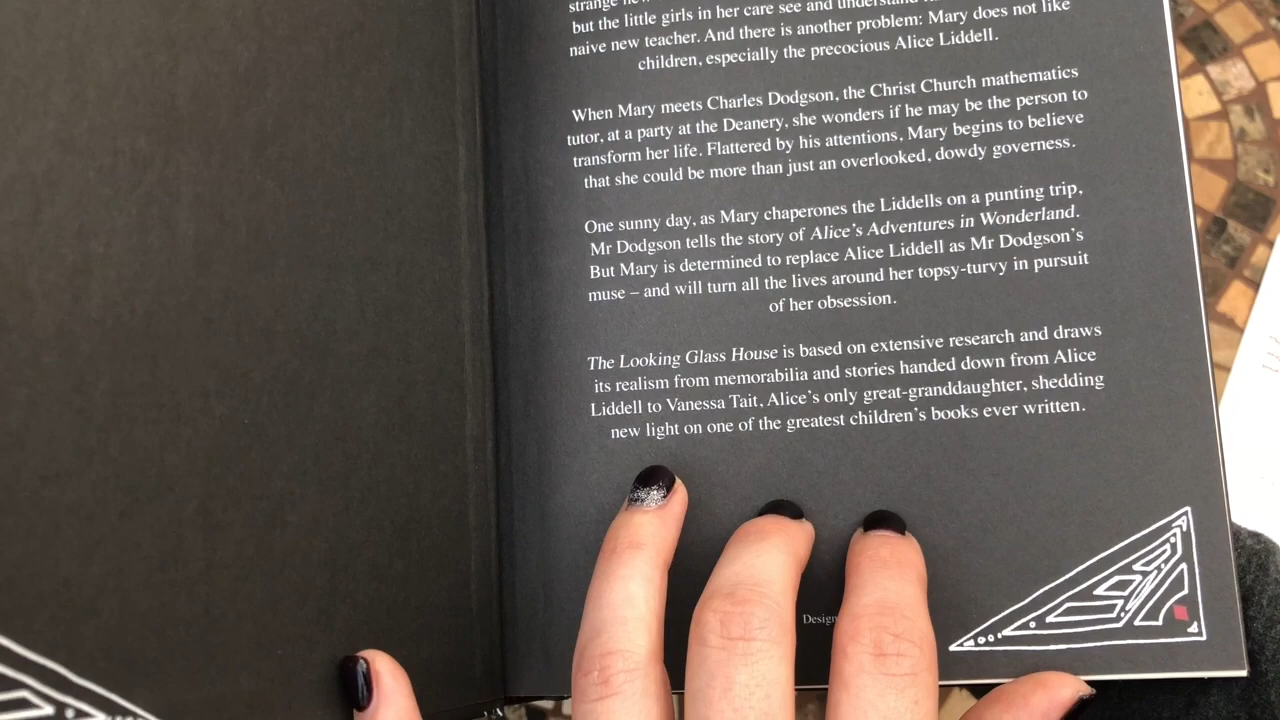 strange new
but the little girls in her care see and understand
naive new teacher. And there is another problem: Mary does not like
children, especially the precocious Alice Liddell.
When Mary meets Charles Dodgson, the Christ Church mathematics
tutor, at a party at the Deanery, she wonders if he may be the person to
transform her life. Flattered by his attentions, Mary begins to believe
that she could be more than just an overlooked, dowdy governess.
One sunny day, as Mary chaperones the Liddells on a punting trip,
Mr Dodgson tells the story of Alice's Adventures in Wonderland.
But Mary is determined to replace Alice Liddell as Mr Dodgson's
muse – and will turn all the lives around her topsy-turvy in pursuit
of her obsession.
The Looking Glass House is based on extensive research and draws
its realism from memorabilia and stories handed down from Alice
Liddell to Vanessa Tait, Alice's only great-granddaughter, shedding
new light on one of the greatest children's books ever written.
Design